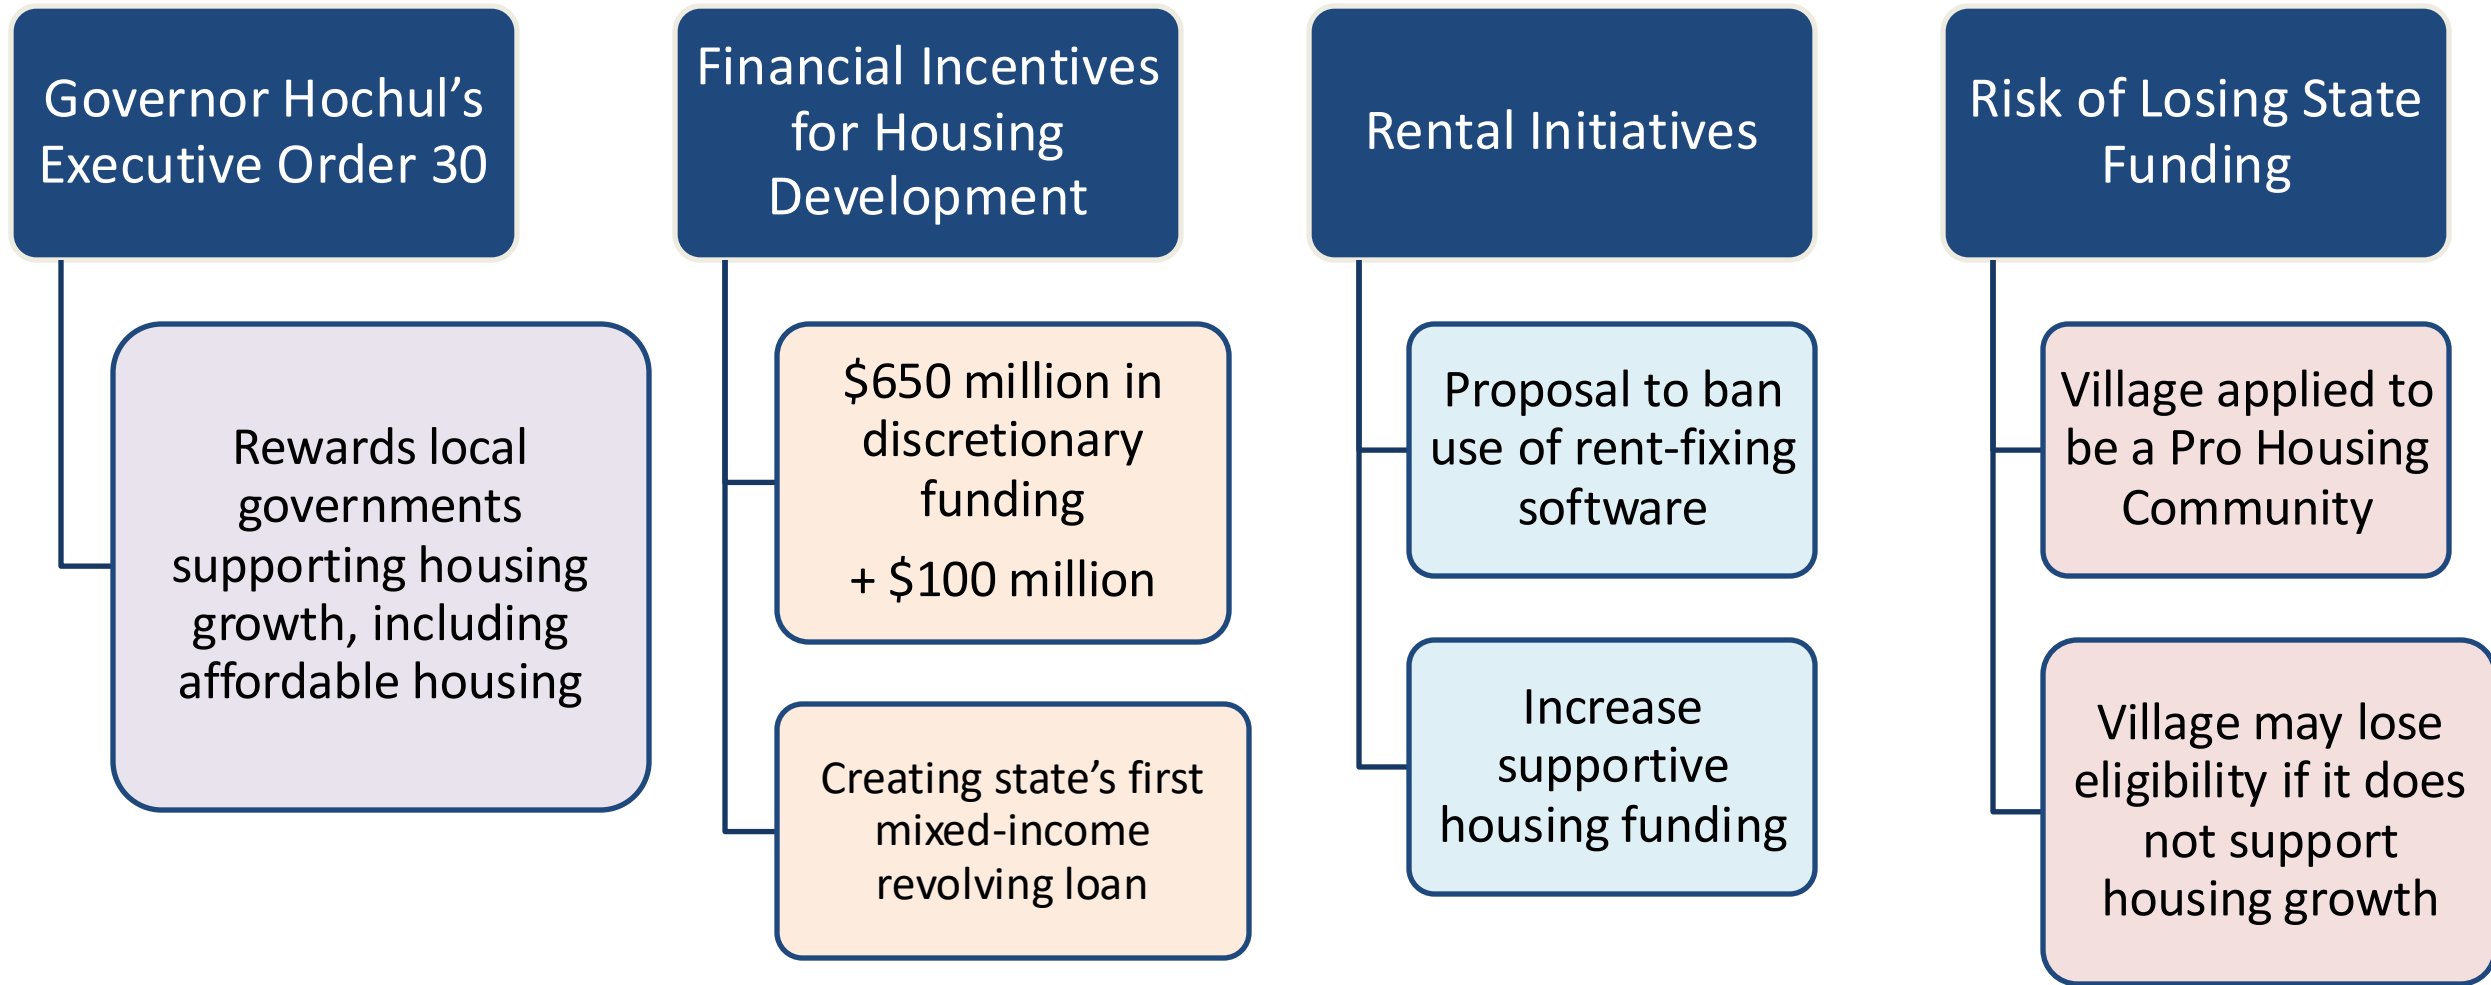 Governor Hochul’s
Executive Order 30
Rewards local
governments
supporting housing
growth, including
affordable housing
Financial Incentives
for Housing
Development
$650 million in
discretionary
funding
+ $100 million
Creating state’s first
mixed-income
revolving loan
Rental Initiatives
Proposal to ban
use of rent-fixing
software
Increase
supportive
housing funding
Risk of Losing State
Funding
Village applied to
be a Pro Housing
Community
Village may lose
eligibility if it does
not support
housing growth